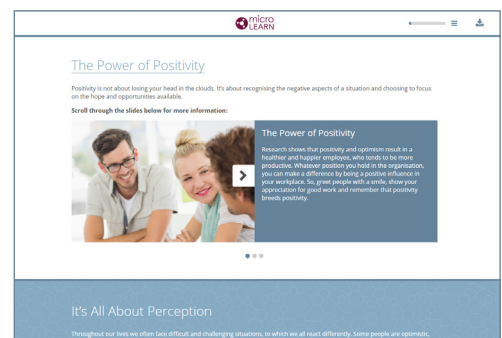 micro
LEARN
The Power of Positivity
Positivity is not about losing your head in the clouds. It's about recognising the negative aspects of a situation and choosing to focus
on the hope and opportunities available.
Scroll through the slides below for more information:
The Power of Positivity
Research shows that positivity and optimism result in a
healthier and happier employee, who tends to be more
productive. Whatever position you hold in the organisation,
you can make a difference by being a positive influence in
your workplace. So, greet people with a smile, show your
appreciation for good work and remember that positivity
breeds positivity.
It's All About Perception
Throughout our lives we often face difficult and challenging situations, to which we all react differently. Some people are optimistic,